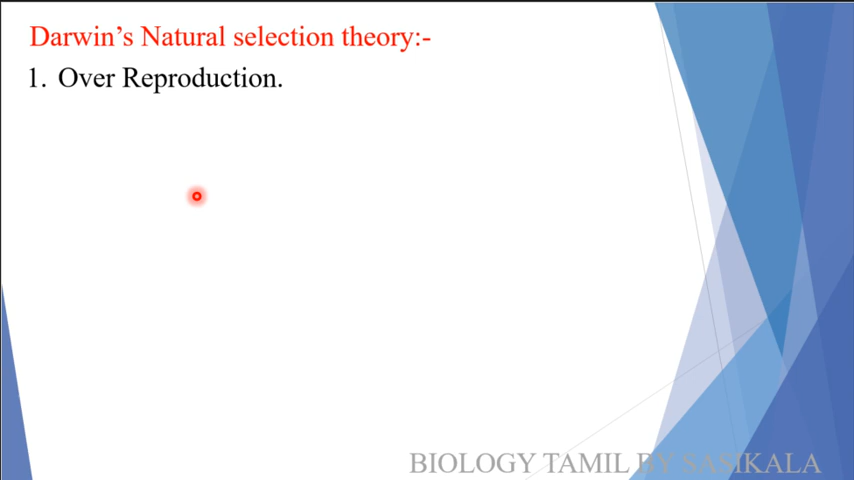 Darwin’s Natural selection theory:-
1. Over Reproduction.
BIOLOGY TAMIL BY SASIKALA